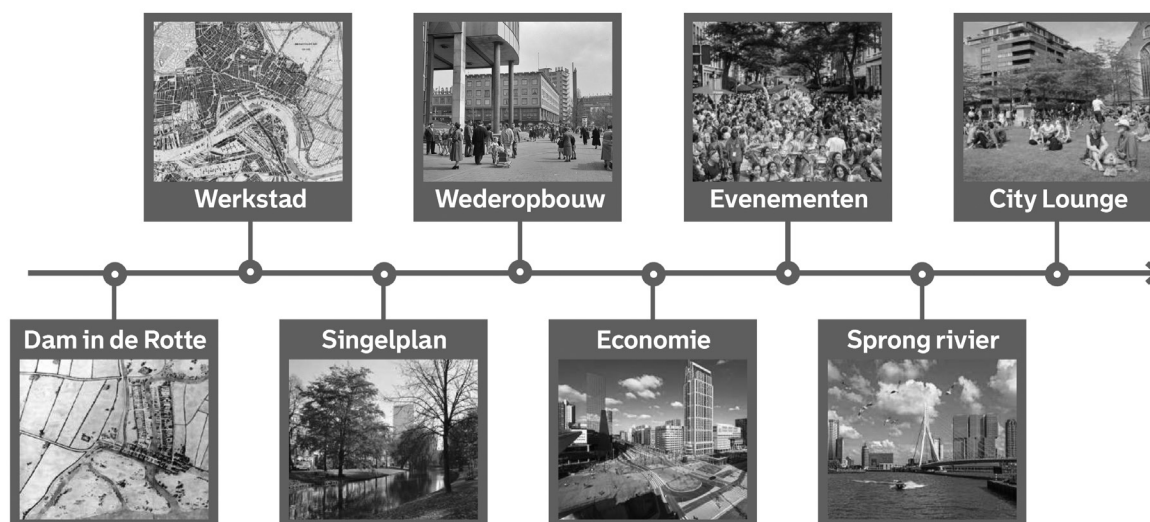 Werkstad
Wederopbouw
Evenementen
City Lounge
Dam in de Rotte
Singelplan
Economie
Sprong rivier